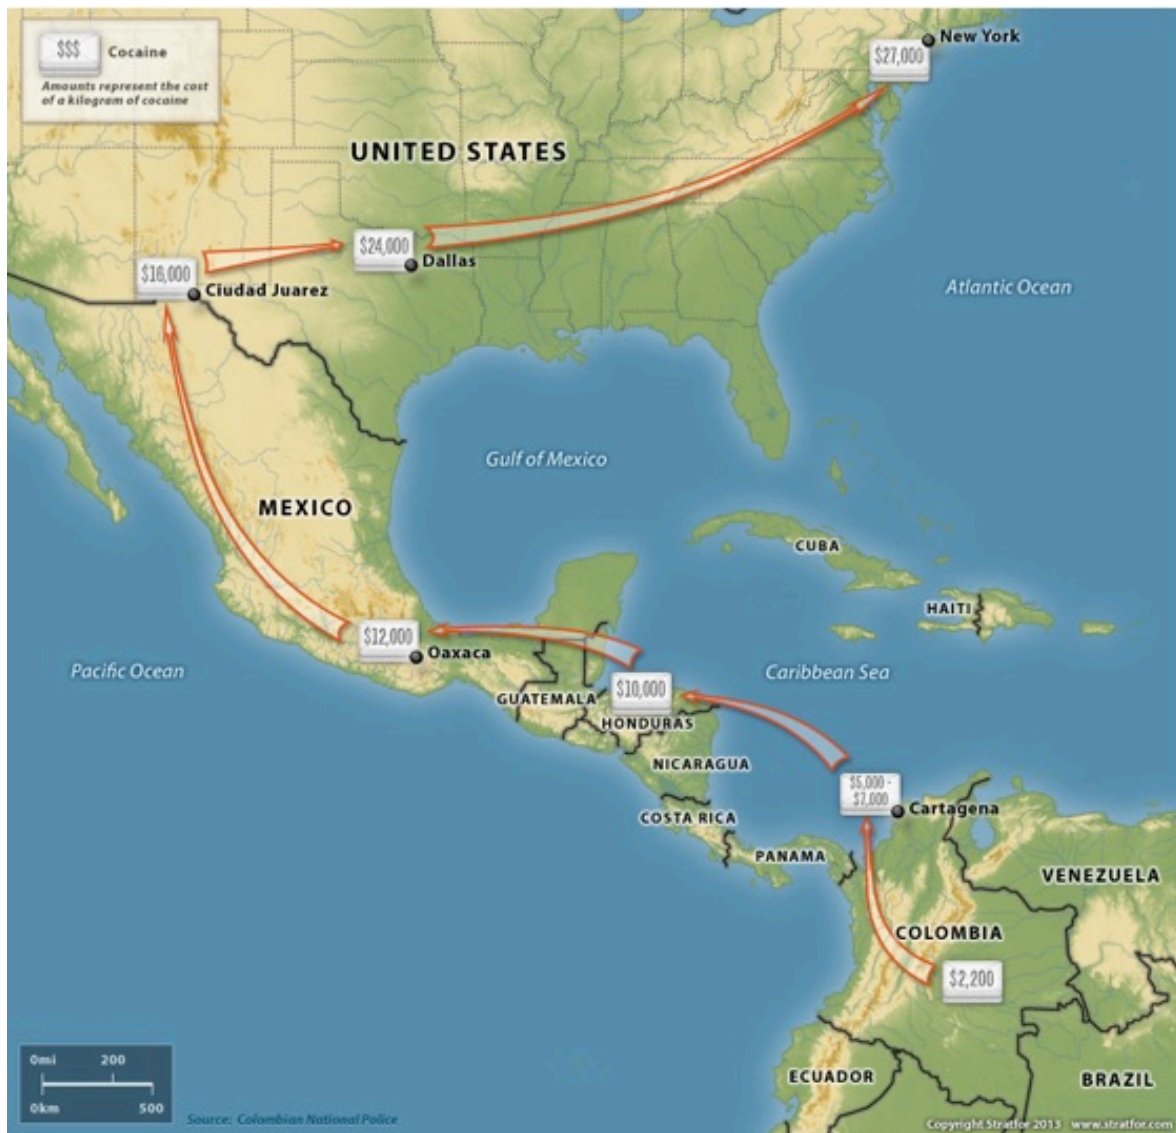 $$$ Cocaine
Amounts represent the cost
of a kilogram of cocaine
New York
$27,000
UNITED STATES
$24,000
Dallas
$16,000
Ciudad Juarez
Atlantic Ocean
Gulf of Mexico
MEXICO
CUBA
HAITI
$12,000
Oaxaca
Pacific Ocean
Caribbean Sea
$10,000
GUATEMALA
HONDURAS
NICARAGUA
$5,000 -
$7,000
Cartagena
COSTA RICA
PANAMA
VENEZUELA
COLOMBIA
$2,200
ECUADOR
BRAZIL
0mi 200
0km 500
Source: Colombian National Police
Copyright Stratfor 2013 www.stratfor.com